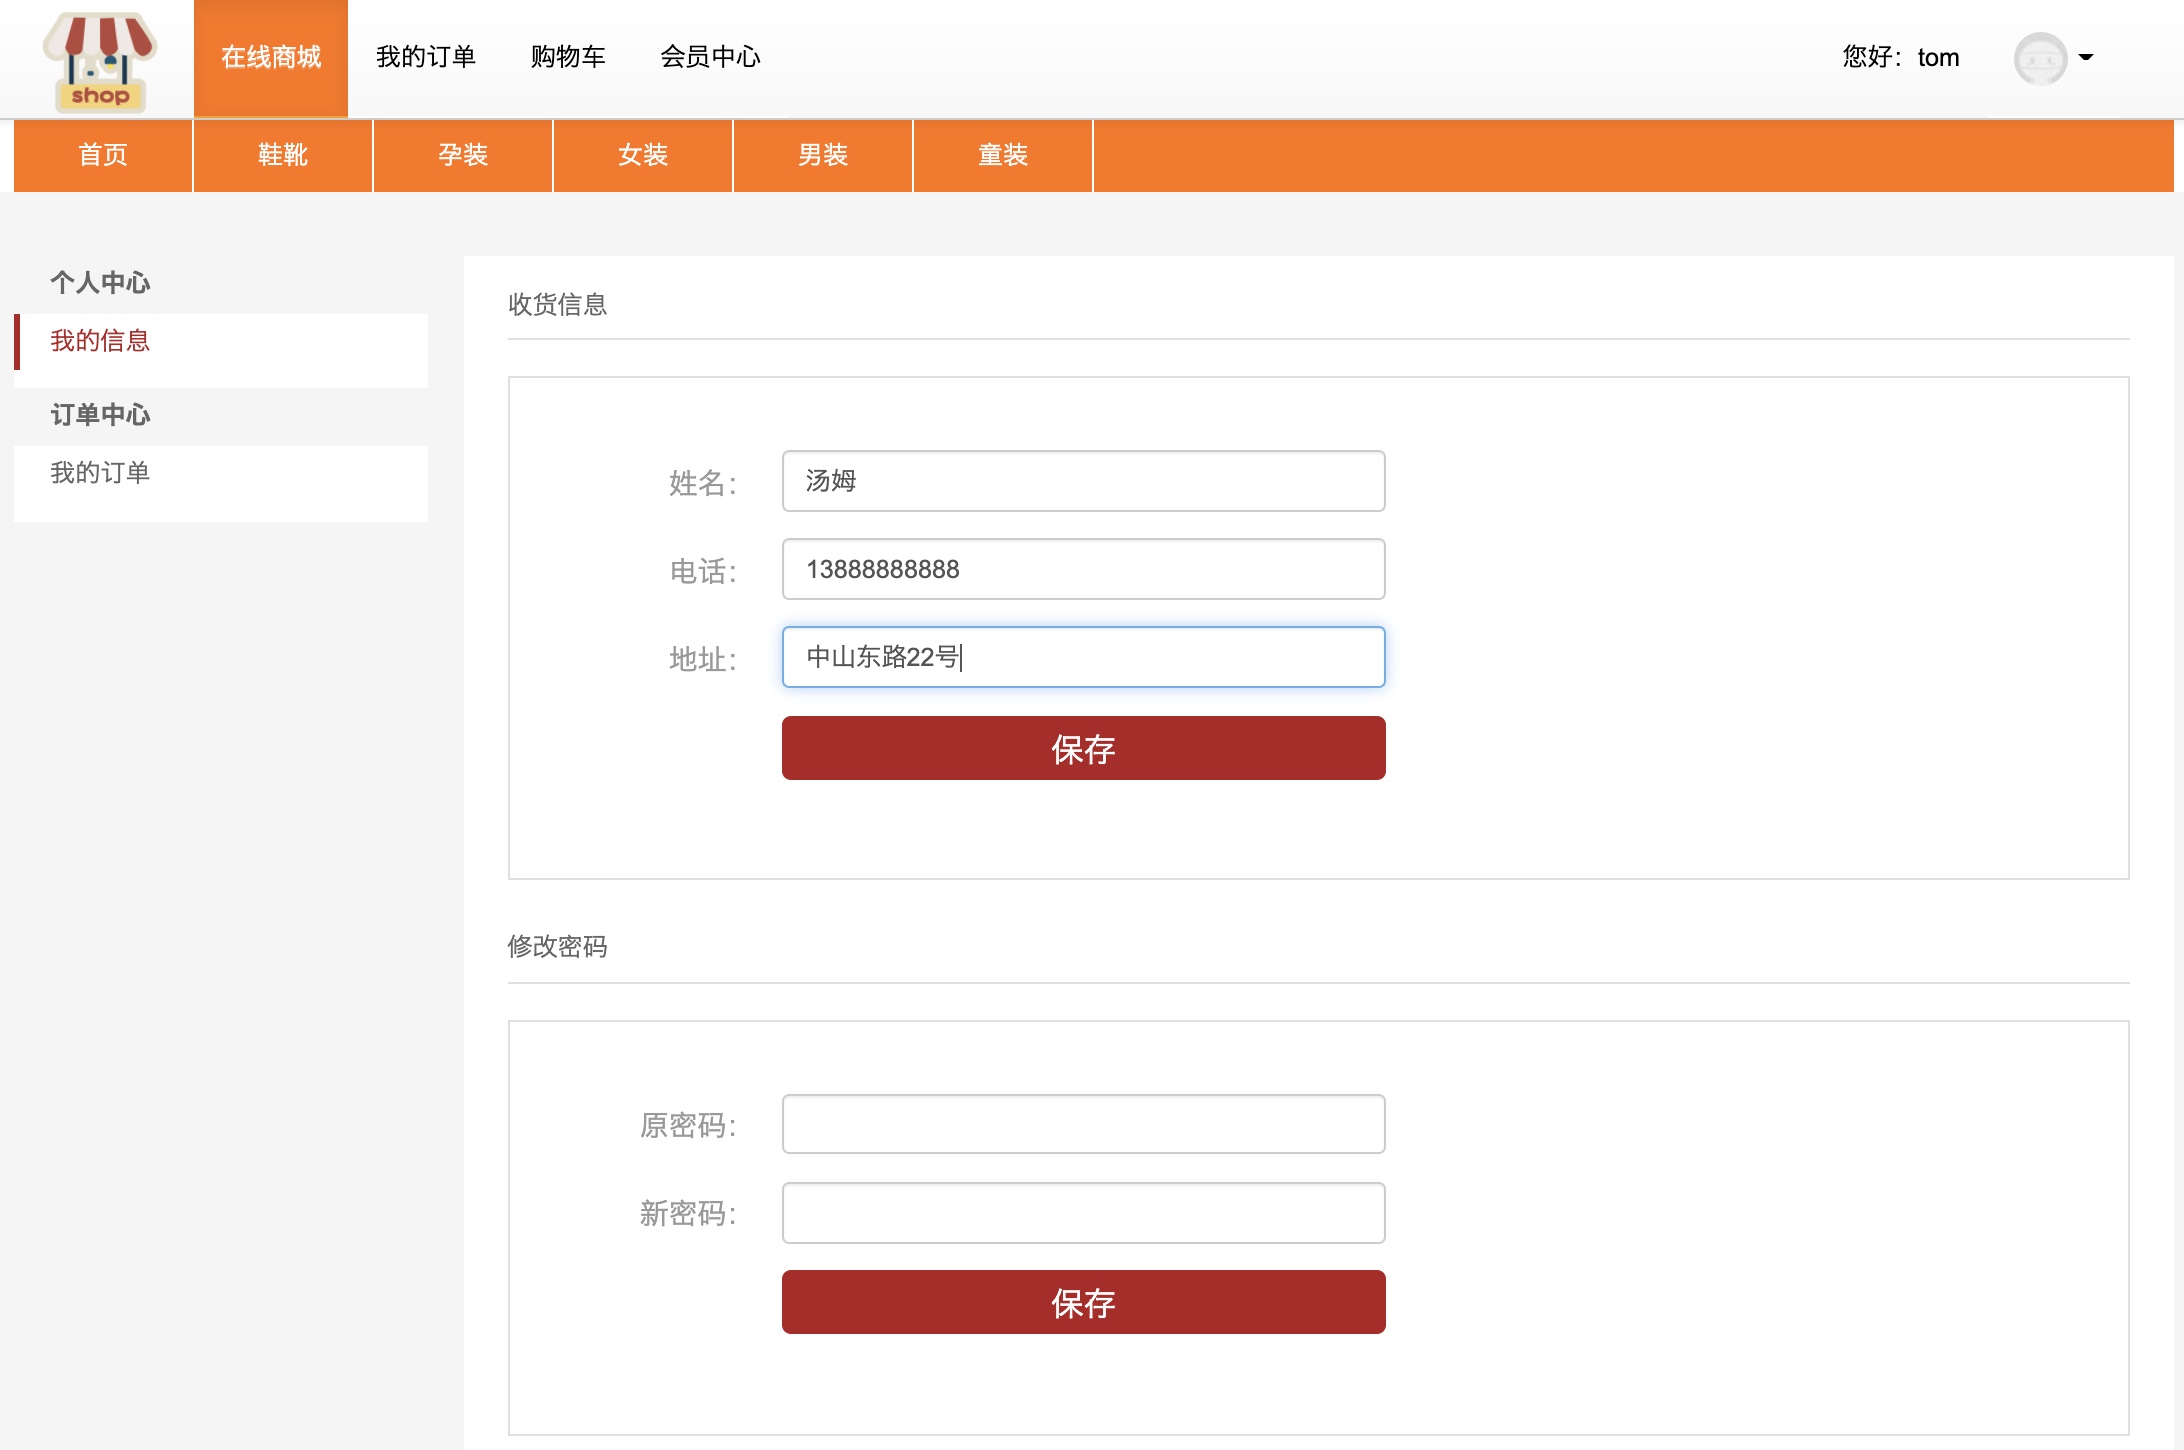 shop
在线商城 我的订单 购物车 会员中心 您好：tom
首页 鞋靴 孕装 女装 男装 童装
个人中心
我的信息
订单中心
我的订单
收货信息
姓名： 汤姆
电话： 13888888888
地址： 中山东路22号
保存
修改密码
原密码：
新密码：
保存